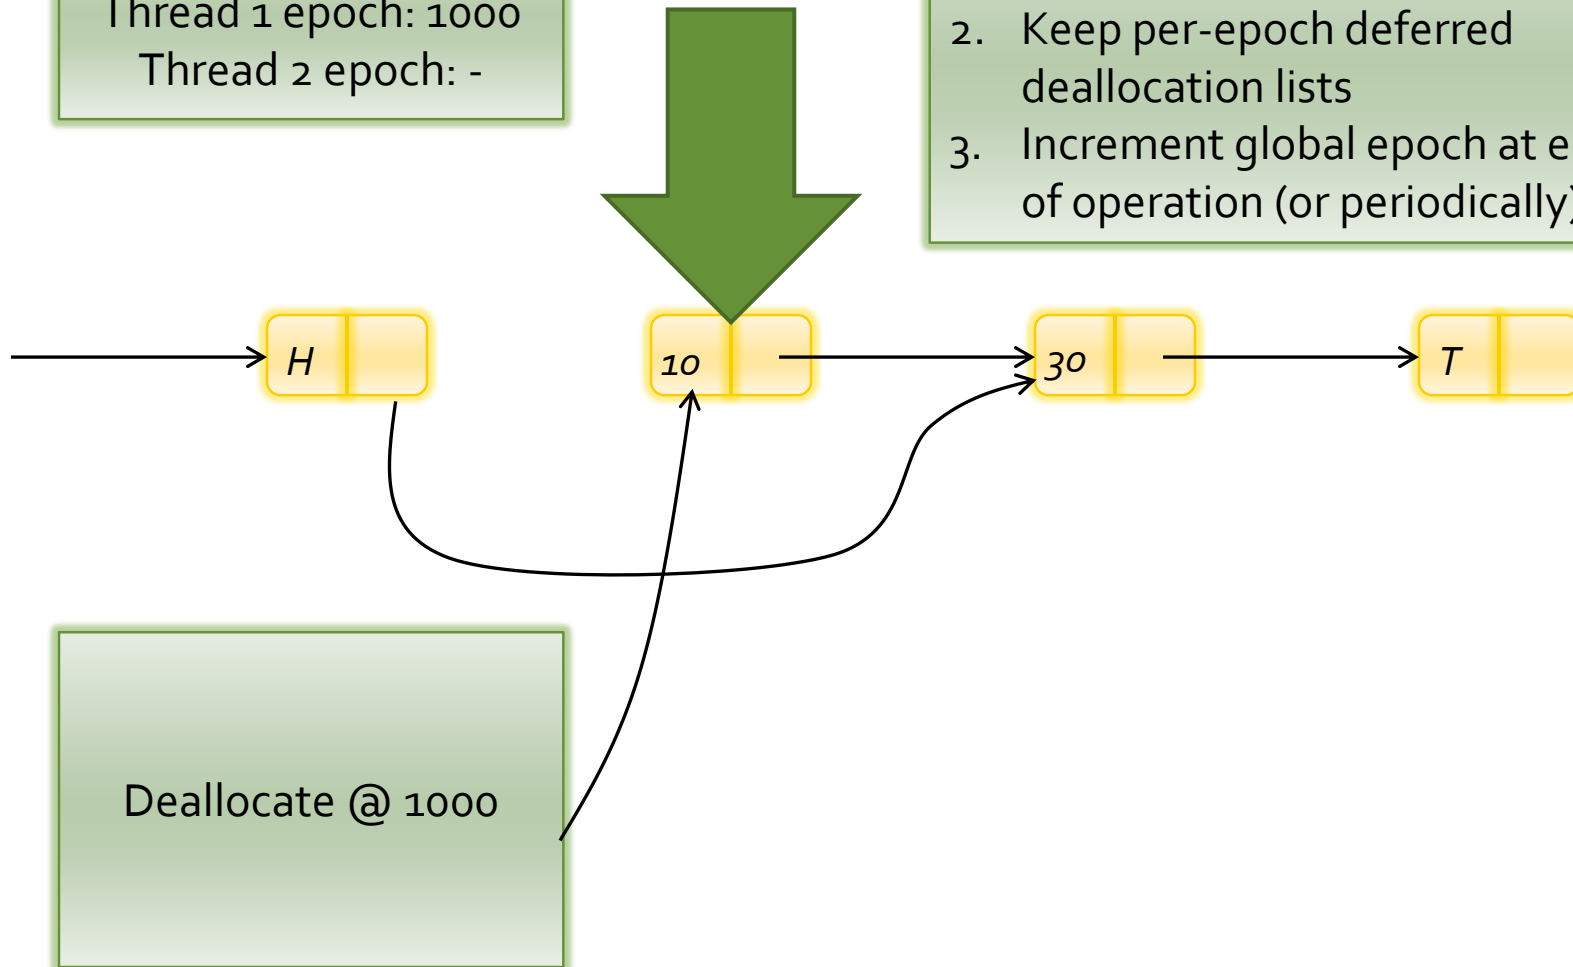 Thread 1 epoch: 1000
Thread 2 epoch: -
2. Keep per-epoch deferred
deallocation lists
3. Increment global epoch at
of operation (or periodically)
H
10
30
T
Deallocate @ 1000